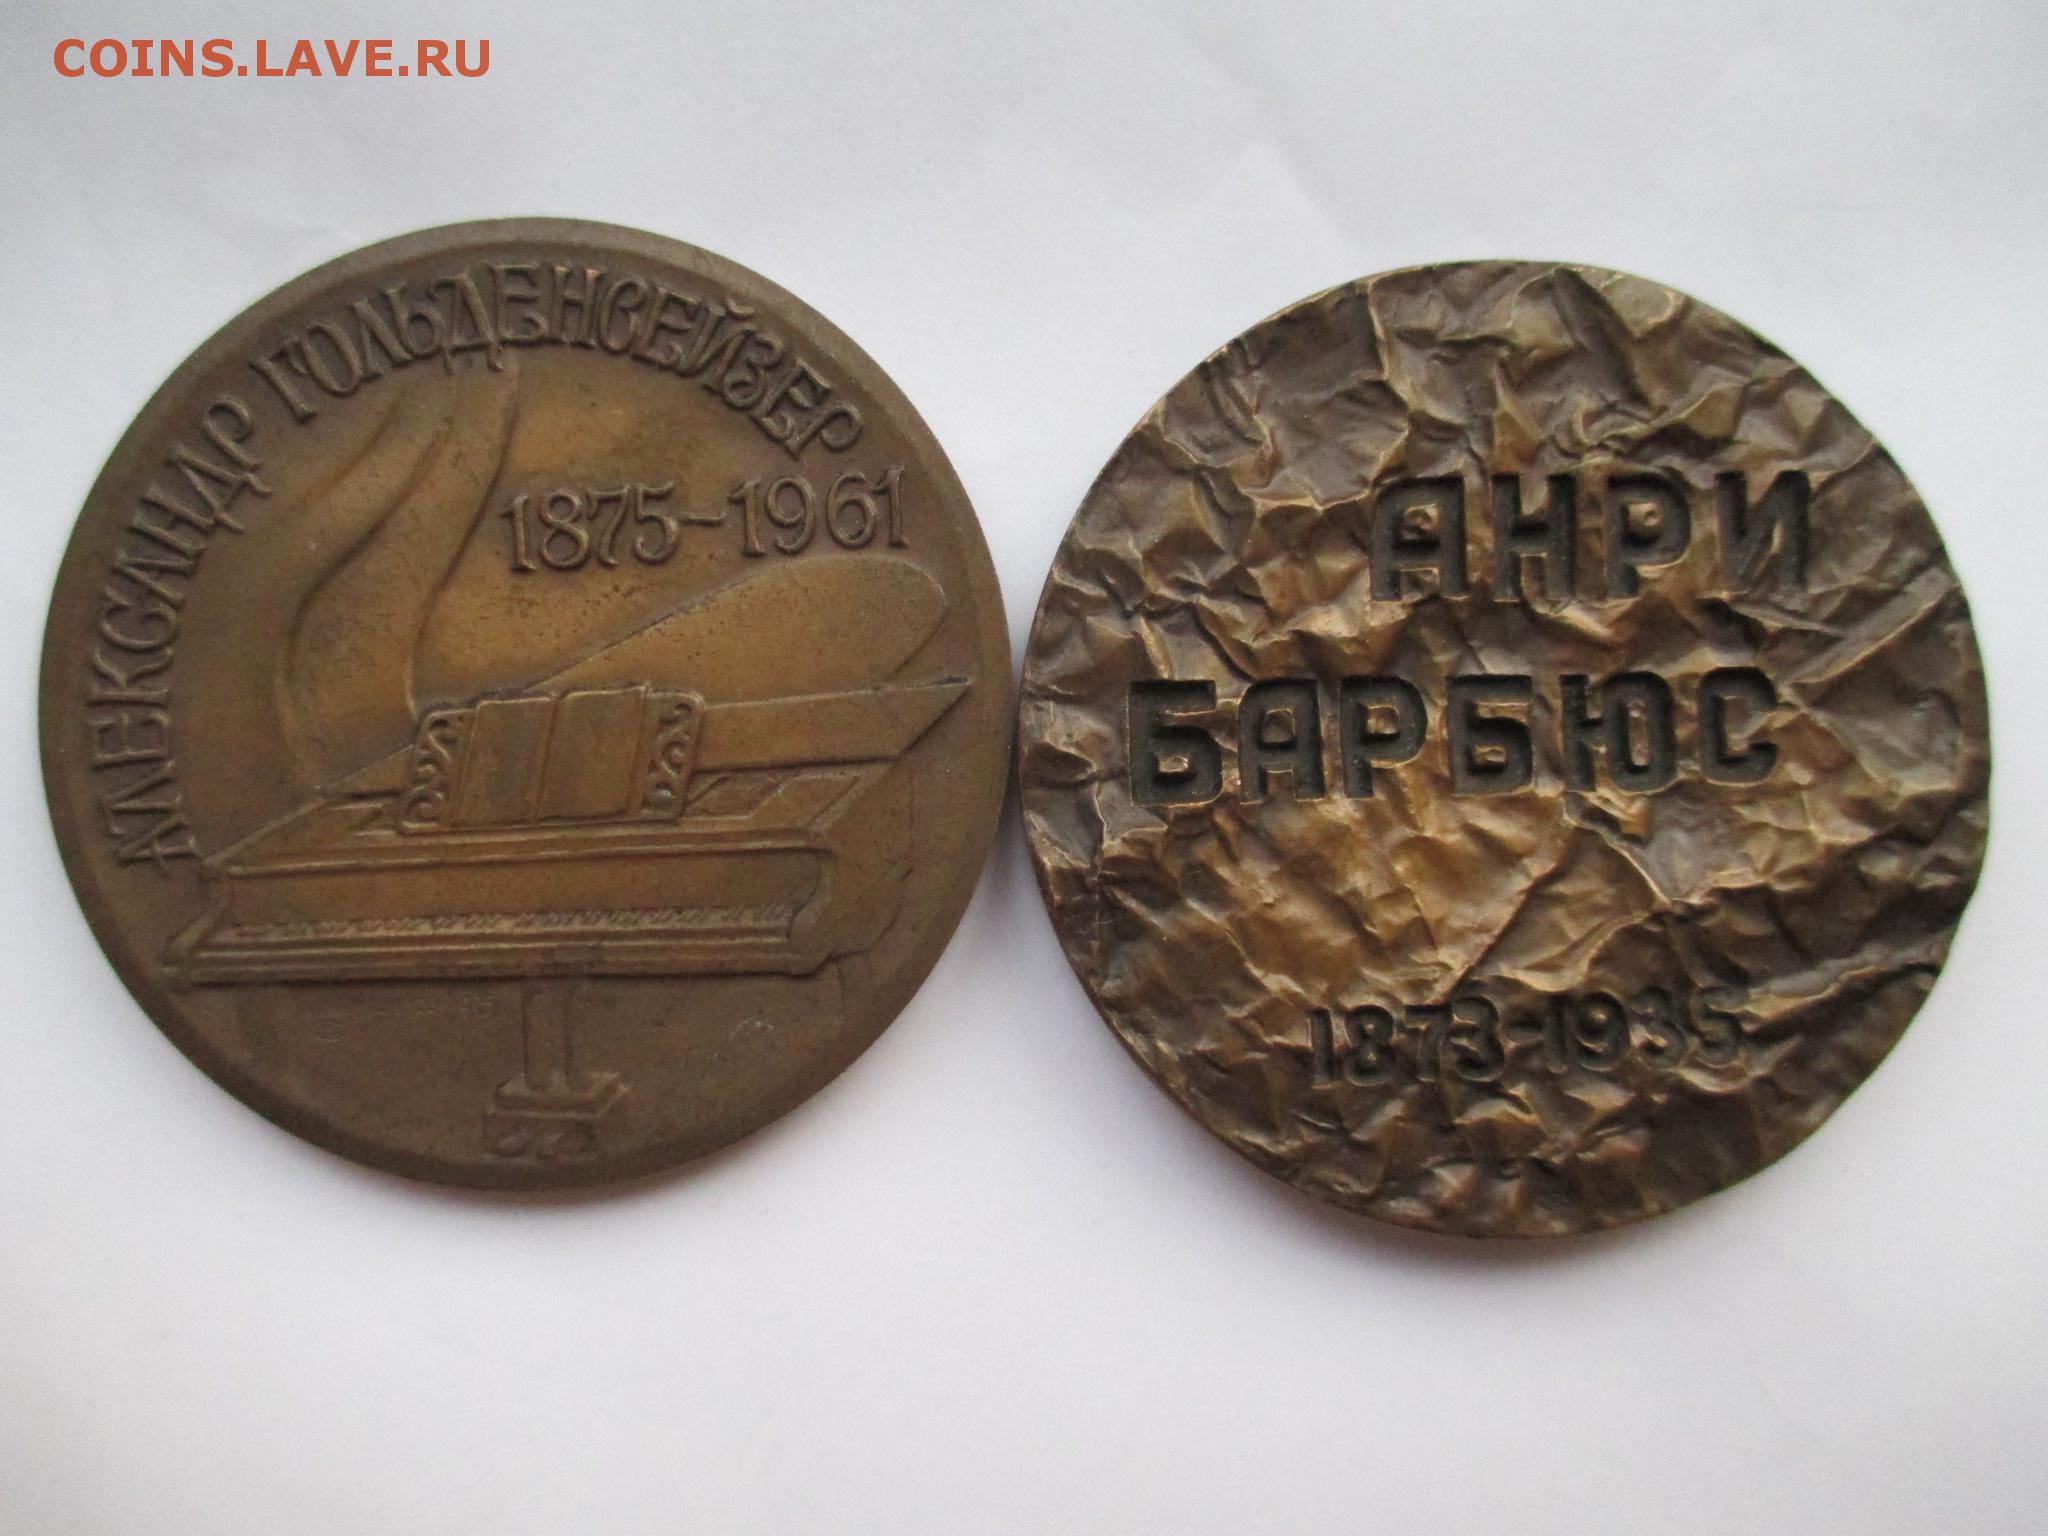 COINS.LAVE.RU
АЛЕКСАНДР ГОЛЬДЕНВЕЙЗЕР
1875-1961
АНРИ
БАРБЮС
1873-1935